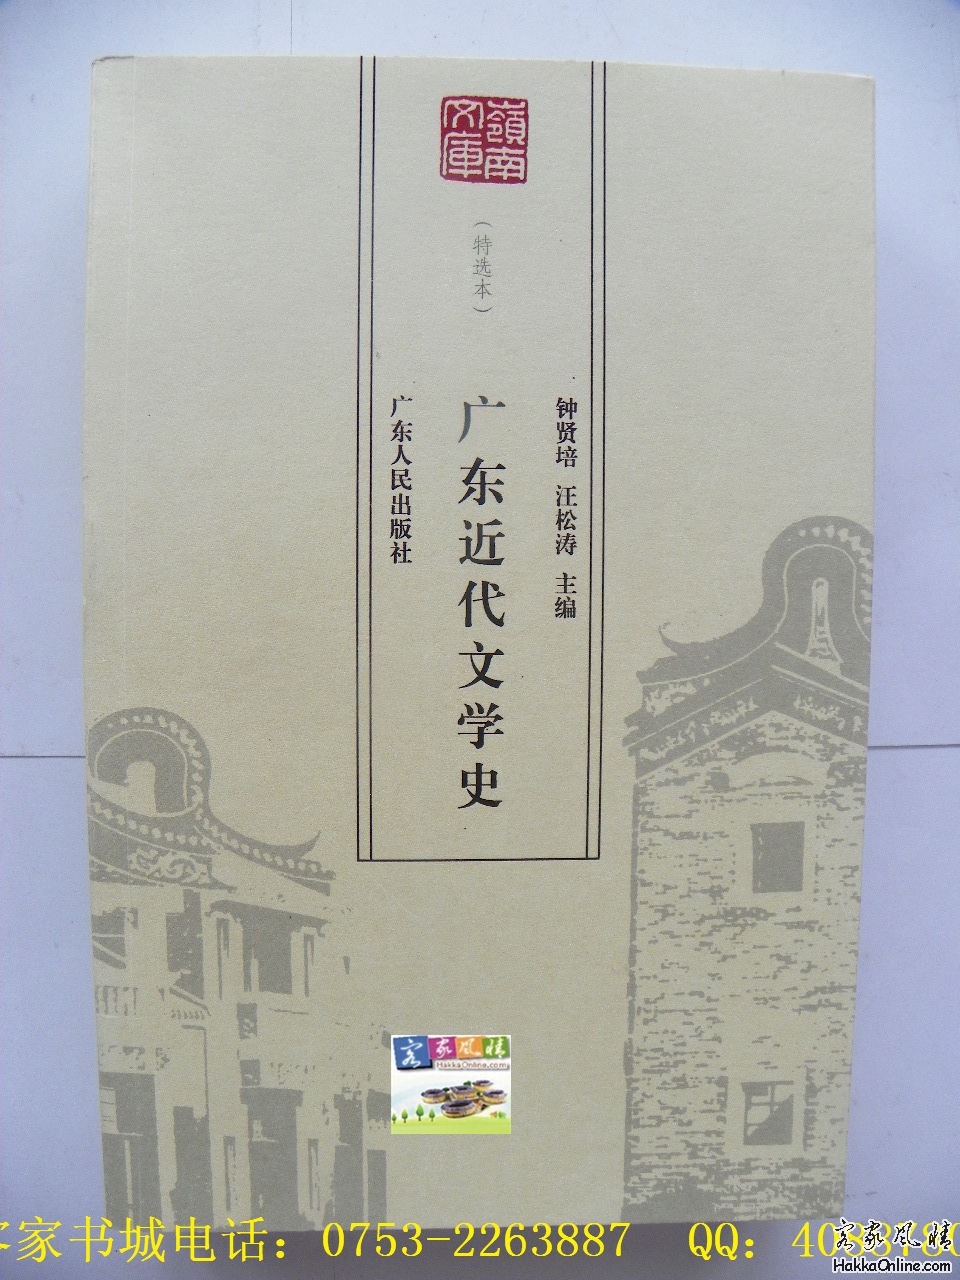 嶺南
文庫
（特选本）
钟贤培 汪松涛 主编
广东近代文学史
广东人民出版社
客家风情
HakkaOnline.com
客家书城电话：0753-2263887 QQ：
客家风情
HakkaOnline.com